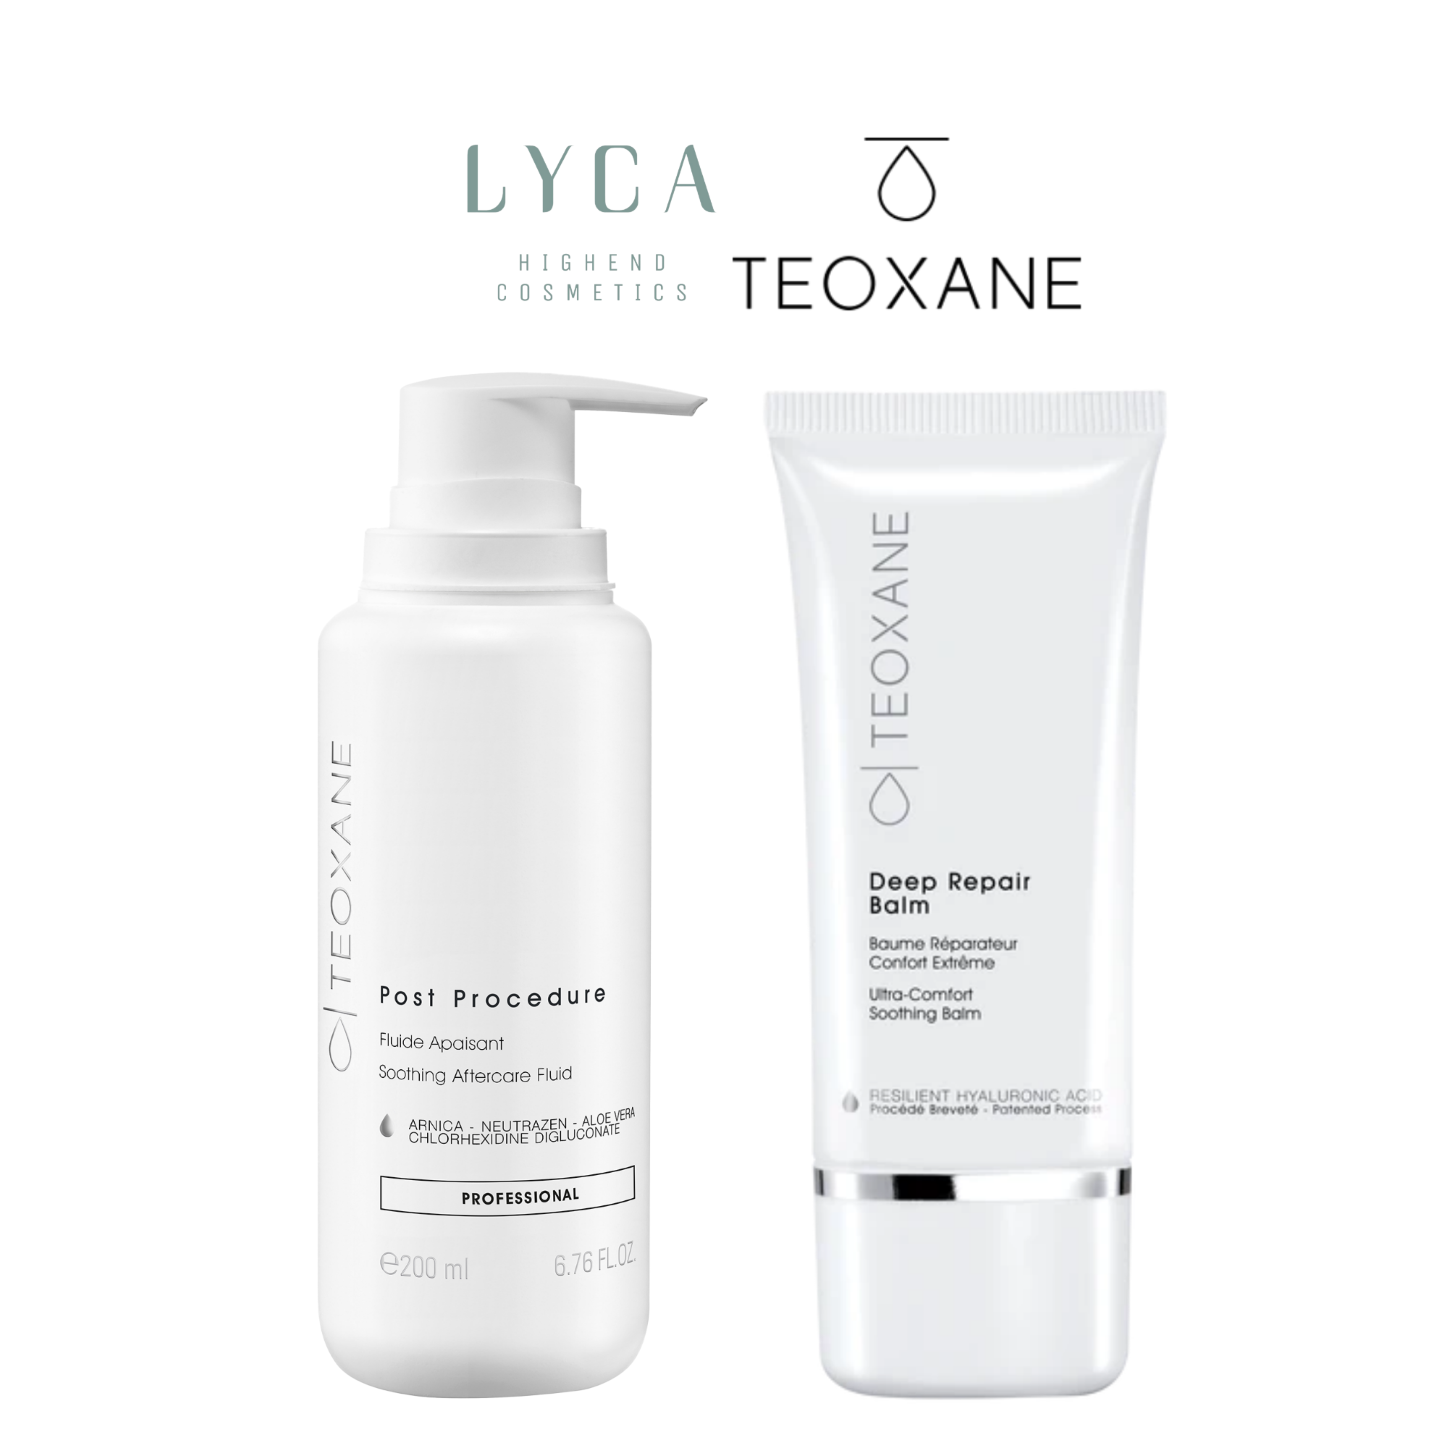 LYCA
HIGHEND
COSMETICS
TEOXANE
TEOXANE
Post Procedure
Fluide Apaisant
Soothing Aftercare Fluid
ARNICA - NEUTRAZEN - ALOE VERA
CHLORHEXIDINE DIGLUCONATE
PROFESSIONAL
℮200 ml
6.76 FL.OZ.
TEOXANE
Deep Repair
Balm
Baume Réparateur
Confort Extrême
Ultra-Comfort
Soothing Balm
RESILIENT HYALURONIC ACID
Procédé Breveté - Patented Process